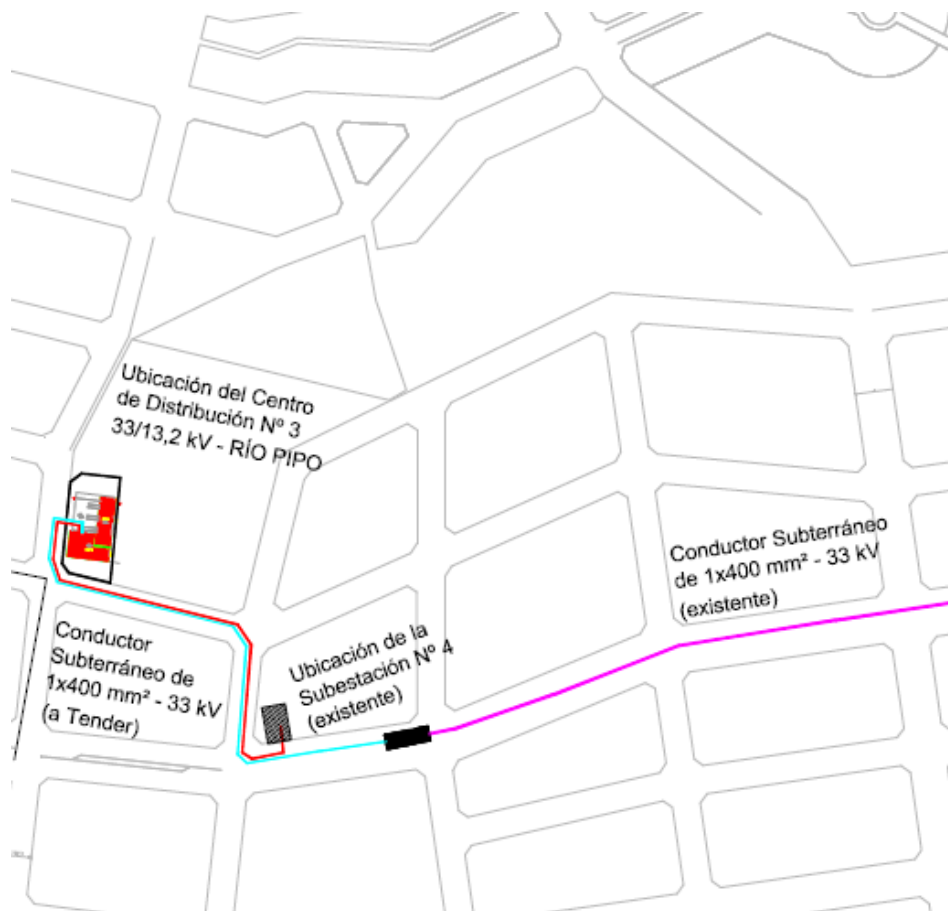 Ubicación del Centro
de Distribución Nº 3
33/13,2 kV - RÍO PIPO
Conductor Subterráneo
de 1x400 mm² - 33 kV
(existente)
Conductor
Subterráneo de
1x400 mm² - 33 kV
(a Tender)
Ubicación de la
Subestación Nº 4
(existente)